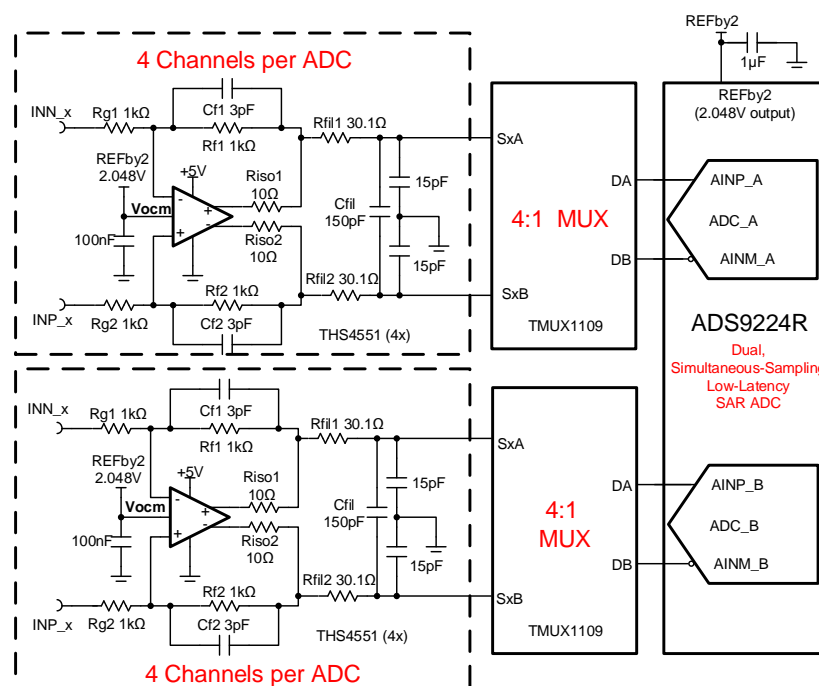 4 Channels per ADC
INN_x
Rg1 1kΩ
Cf1 3pF
Rf1 1kΩ
Rfil1 30.1Ω
REFby2
2.048V
+5V
Vocm
-
+
+
-
Riso1
10Ω
Riso2
10Ω
100nF
Cfil
150pF
15pF
15pF
INP_x
Rg2 1kΩ
Rf2 1kΩ
Cf2 3pF
Rfil2 30.1Ω
THS4551 (4x)
SxA
SxB
4:1 MUX
DA
DB
TMUX1109
REFby2
1µF
REFby2
(2.048V output)
AINP_A
ADC_A
AINM_A
ADS9224R
Dual,
Simultaneous-Sampling
Low-Latency
SAR ADC
INN_x
Rg1 1kΩ
Cf1 3pF
Rf1 1kΩ
Rfil1 30.1Ω
REFby2
2.048V
+5V
Vocm
-
+
+
-
Riso1
10Ω
Riso2
10Ω
100nF
Cfil
150pF
15pF
15pF
INP_x
Rg2 1kΩ
Rf2 1kΩ
Cf2 3pF
Rfil2 30.1Ω
THS4551 (4x)
4 Channels per ADC
SxA
SxB
4:1
MUX
DA
DB
TMUX1109
AINP_B
ADC_B
AINM_B